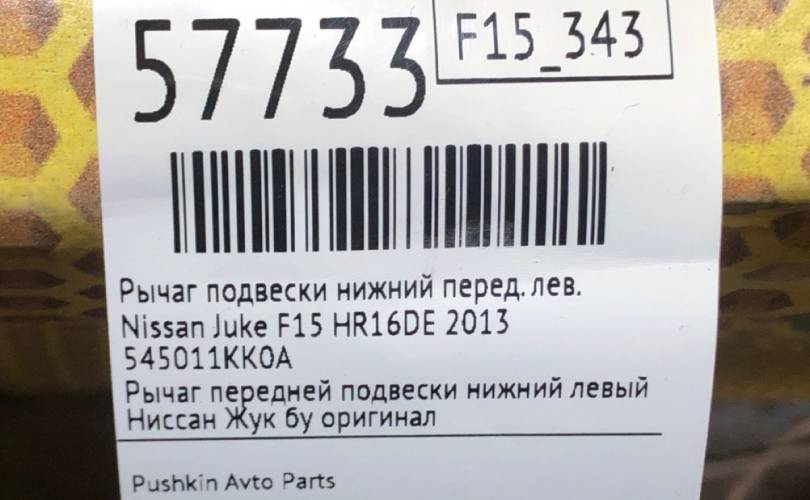 57733
F15_343
Рычаг подвески нижний перед. лев.
Nissan Juke F15 HR16DE 2013
545011KK0A
Рычаг передней подвески нижний левый
Ниссан Жук бу оригинал
Pushkin Avto Parts